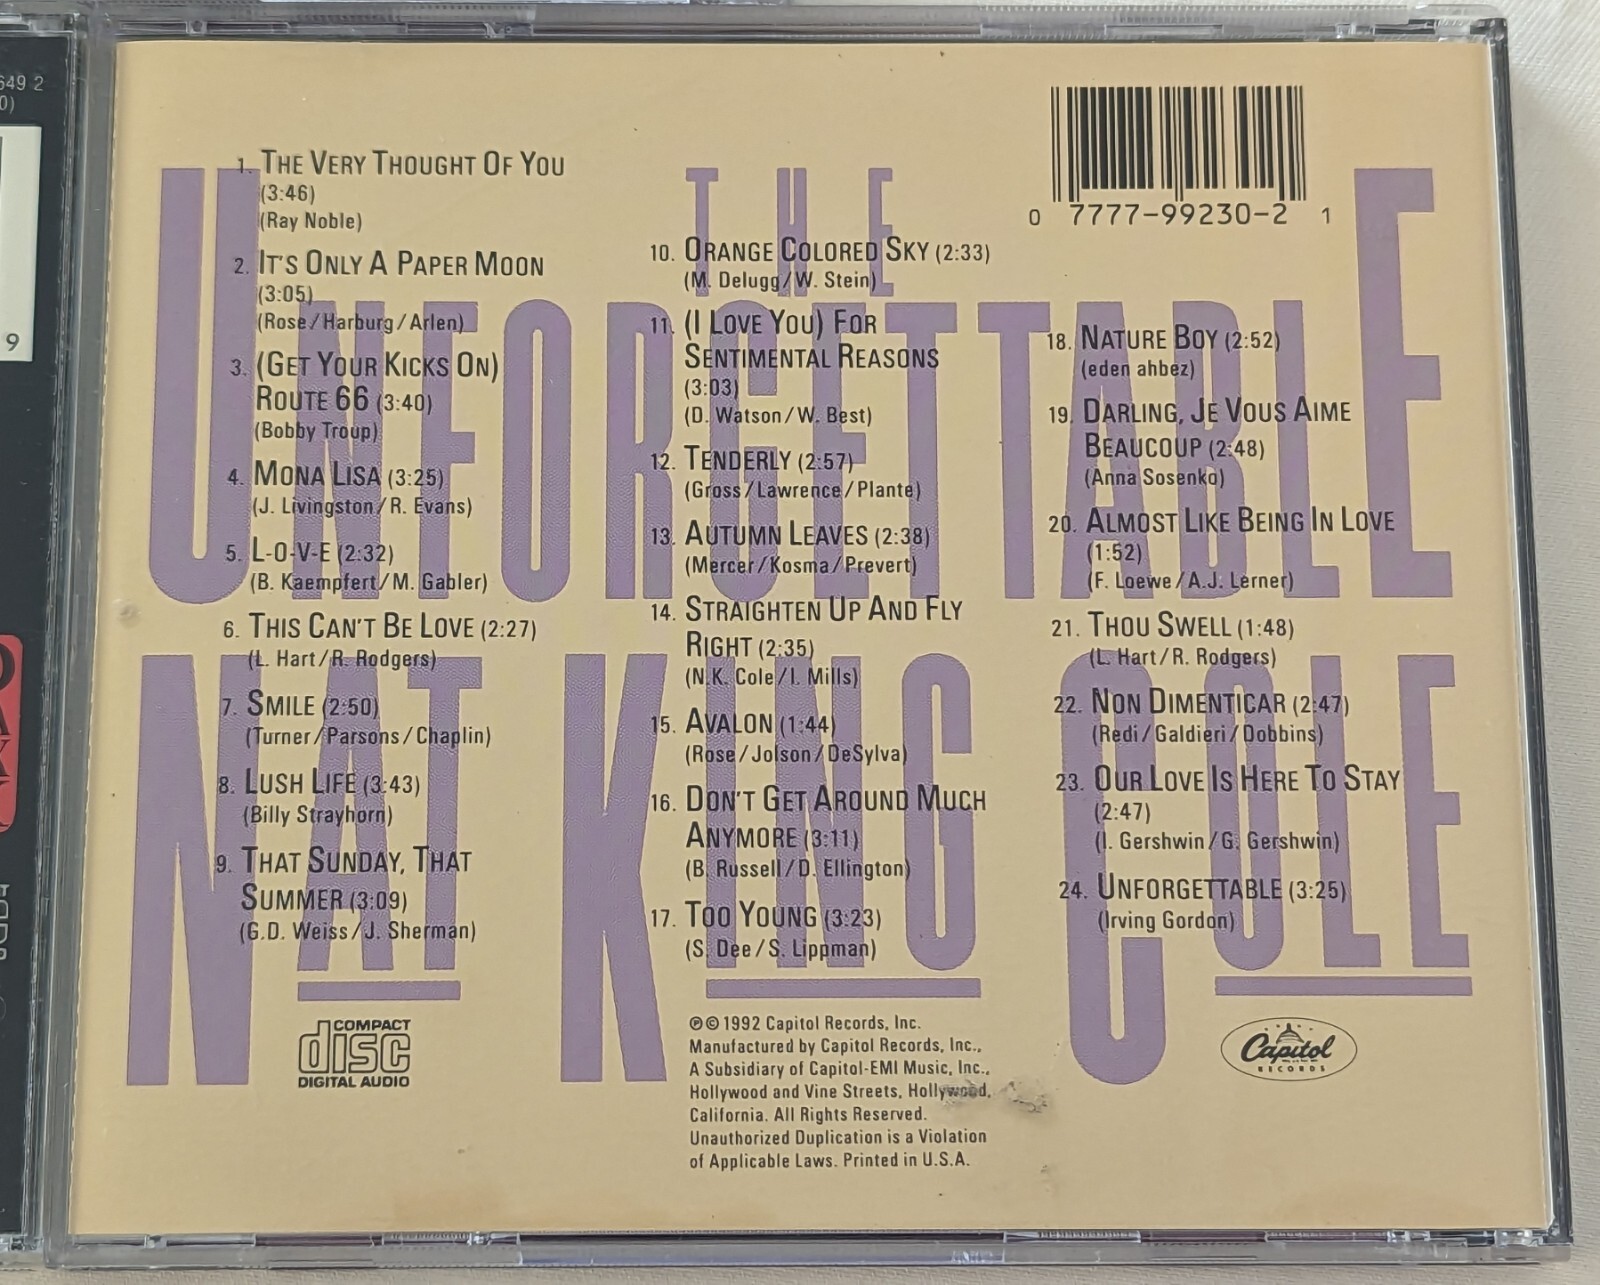 649 2
0)
9
1. THE VERY THOUGHT OF YOU
(3:46)
(Ray Noble)
2. IT'S ONLY A PAPER MOON
(3:05)
(Rose/Harburg/Arlen)
3. (GET YOUR KICKS ON)
ROUTE 66 (3:40)
(Bobby Troup)
4. MONA LISA (3:25)
(J. Livingston/R. Evans)
5. L-O-V-E (2:32)
(B. Kaempfert/M. Gabler)
6. THIS CAN'T BE LOVE (2:27)
(L. Hart/R. Rodgers)
7. SMILE (2:50)
(Turner/Parsons/Chaplin)
8. LUSH LIFE (3:43)
(Billy Strayhorn)
9. THAT SUNDAY, THAT
SUMMER (3:09)
(G.D. Weiss/J. Sherman)
10. ORANGE COLORED SKY (2:33)
(M. Delugg/W. Stein)
11. (I LOVE YOU) FOR
SENTIMENTAL REASONS
(3:03)
(D. Watson/W. Best)
12. TENDERLY (2:57)
(Gross/Lawrence/Plante)
13. AUTUMN LEAVES (2:38)
(Mercer/Kosma/Prevert)
14. STRAIGHTEN UP AND FLY
RIGHT (2:35)
(N.K. Cole/I. Mills)
15. AVALON (1:44)
(Rose/Jolson/DeSylva)
16. DON'T GET AROUND MUCH
ANYMORE (3:11)
(B. Russell/D. Ellington)
17. TOO YOUNG (3:23)
(S. Dee/S. Lippman)
0 7777-99230-2 1
18. NATURE BOY (2:52)
(eden ahbez)
19. DARLING, JE VOUS AIME
BEAUCOUP (2:48)
(Anna Sosenko)
20. ALMOST LIKE BEING IN LOVE
(1:52)
(F. Loewe/A.J. Lerner)
21. THOU SWELL (1:48)
(L. Hart/R. Rodgers)
22. NON DIMENTICAR (2:47)
(Redi/Galdieri/Dobbins)
23. OUR LOVE IS HERE TO STAY
(2:47)
(I. Gershwin/G. Gershwin)
24. UNFORGETTABLE (3:25)
(Irving Gordon)
THE
UNFORGETTABLE
NAT KING COLE
COMPACT
disc
DIGITAL AUDIO
℗© 1992 Capitol Records, Inc.
Manufactured by Capitol Records, Inc.,
A Subsidiary of Capitol-EMI Music, Inc.,
Hollywood and Vine Streets, Hollywood,
California. All Rights Reserved.
Unauthorized Duplication is a Violation
of Applicable Laws. Printed in U.S.A.
Capitol
RECORDS